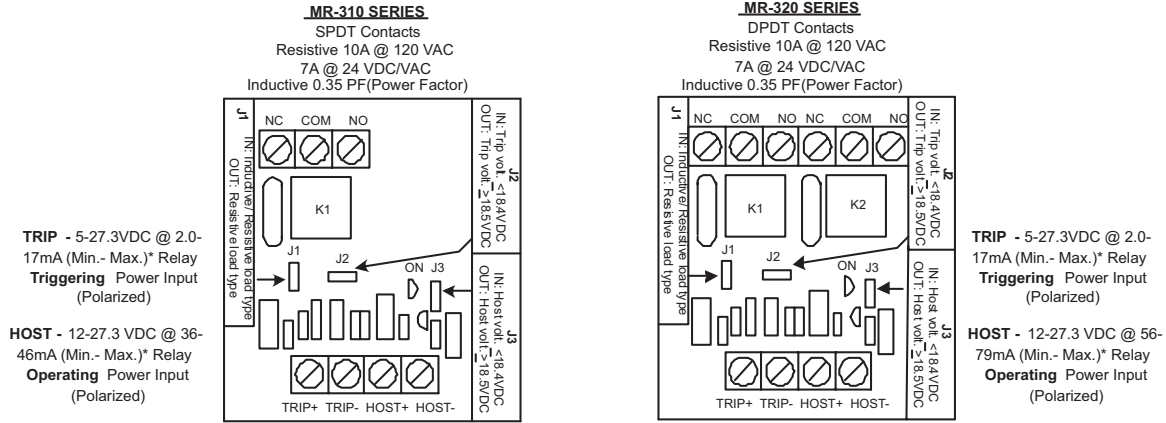 MR-310 SERIES
SPDT Contacts
Resistive 10A @ 120 VAC
7A @ 24 VDC/VAC
Inductive 0.35 PF(Power Factor)
J1
IN: Inductive/ Resistive load type
OUT: Resistive load type
NC COM NO
K1
J1
J2
ON J3
J2
IN: Trip volt. <18.4VDC
OUT: Trip volt. >18.5VDC
J3
IN: Host volt. <18.4VDC
OUT: Host volt. >18.5VDC
TRIP+ TRIP- HOST+ HOST-
TRIP - 5-27.3VDC @ 2.0-
17mA (Min.- Max.)* Relay
Triggering Power Input
(Polarized)
HOST - 12-27.3 VDC @ 36-
46mA (Min.- Max.)* Relay
Operating Power Input
(Polarized)
MR-320 SERIES
DPDT Contacts
Resistive 10A @ 120 VAC
7A @ 24 VDC/VAC
Inductive 0.35 PF(Power Factor)
J1
IN: Inductive/ Resistive load type
OUT: Resistive load type
NC COM NO NC COM NO
K1 K2
J1
J2
ON J3
J2
IN: Trip volt. <18.4VDC
OUT: Trip volt. >18.5VDC
J3
IN: Host volt. <18.4VDC
OUT: Host volt. >18.5VDC
TRIP+ TRIP- HOST+ HOST-
TRIP - 5-27.3VDC @ 2.0-
17mA (Min.- Max.)* Relay
Triggering Power Input
(Polarized)
HOST - 12-27.3 VDC @ 56-
79mA (Min.- Max.)* Relay
Operating Power Input
(Polarized)